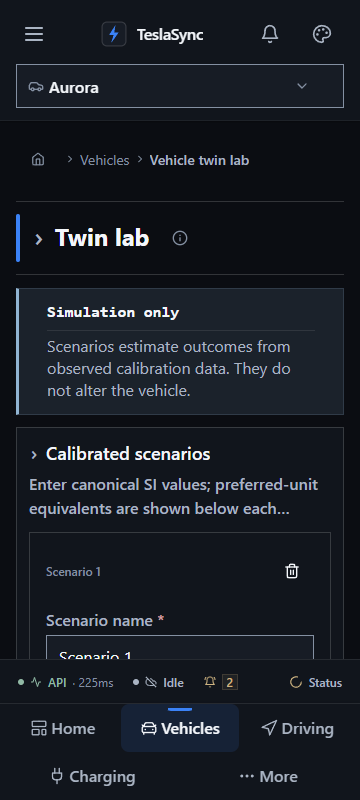 TeslaSync
Aurora
Vehicles
Vehicle twin lab
Twin lab
Simulation only
Scenarios estimate outcomes from
observed calibration data. They do
not alter the vehicle.
Calibrated scenarios
Enter canonical SI values; preferred-unit
equivalents are shown below each...
Scenario 1
Scenario name *
Scenario 1
API · 225ms
Idle
2
Status
Home
Vehicles
Driving
Charging
More